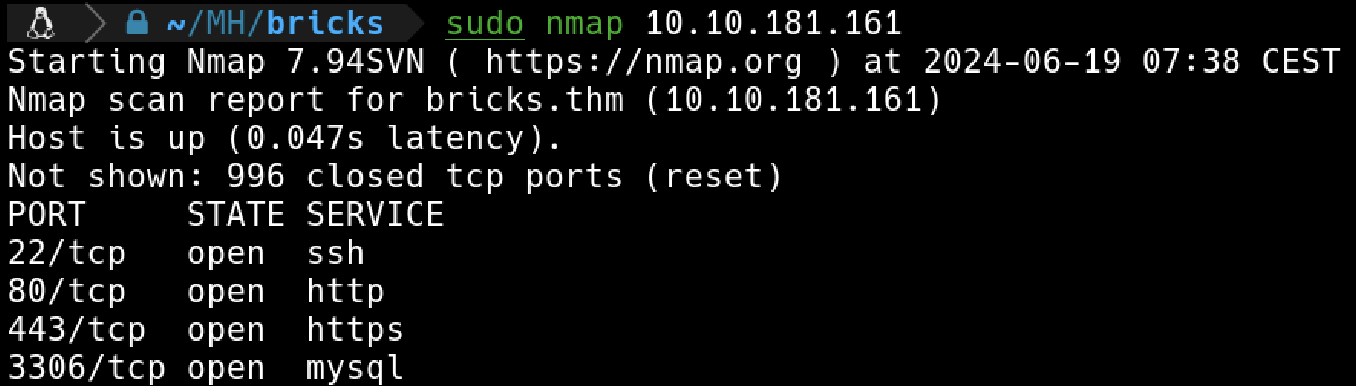 ~/MH/bricks sudo nmap 10.10.181.161
Starting Nmap 7.94SVN ( https://nmap.org ) at 2024-06-19 07:38 CEST
Nmap scan report for bricks.thm (10.10.181.161)
Host is up (0.047s latency).
Not shown: 996 closed tcp ports (reset)
PORT     STATE SERVICE
22/tcp   open  ssh
80/tcp   open  http
443/tcp  open  https
3306/tcp open  mysql